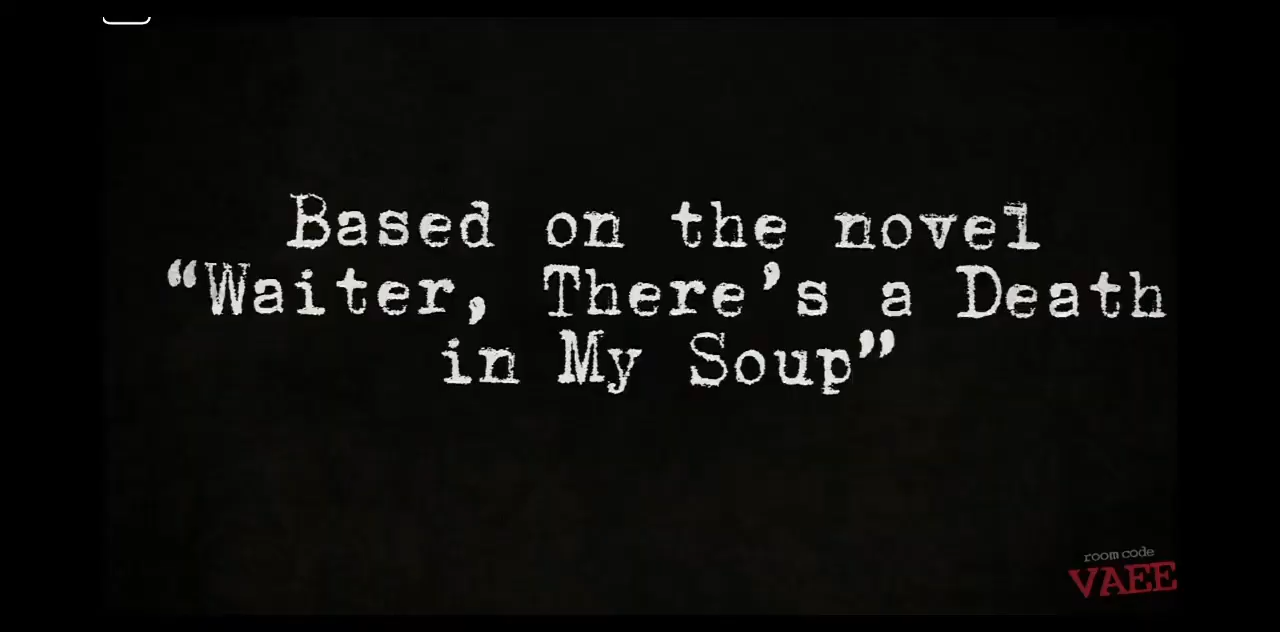 Based on the novel
“Waiter, There’s a Death
in My Soup”
room code
VAEE